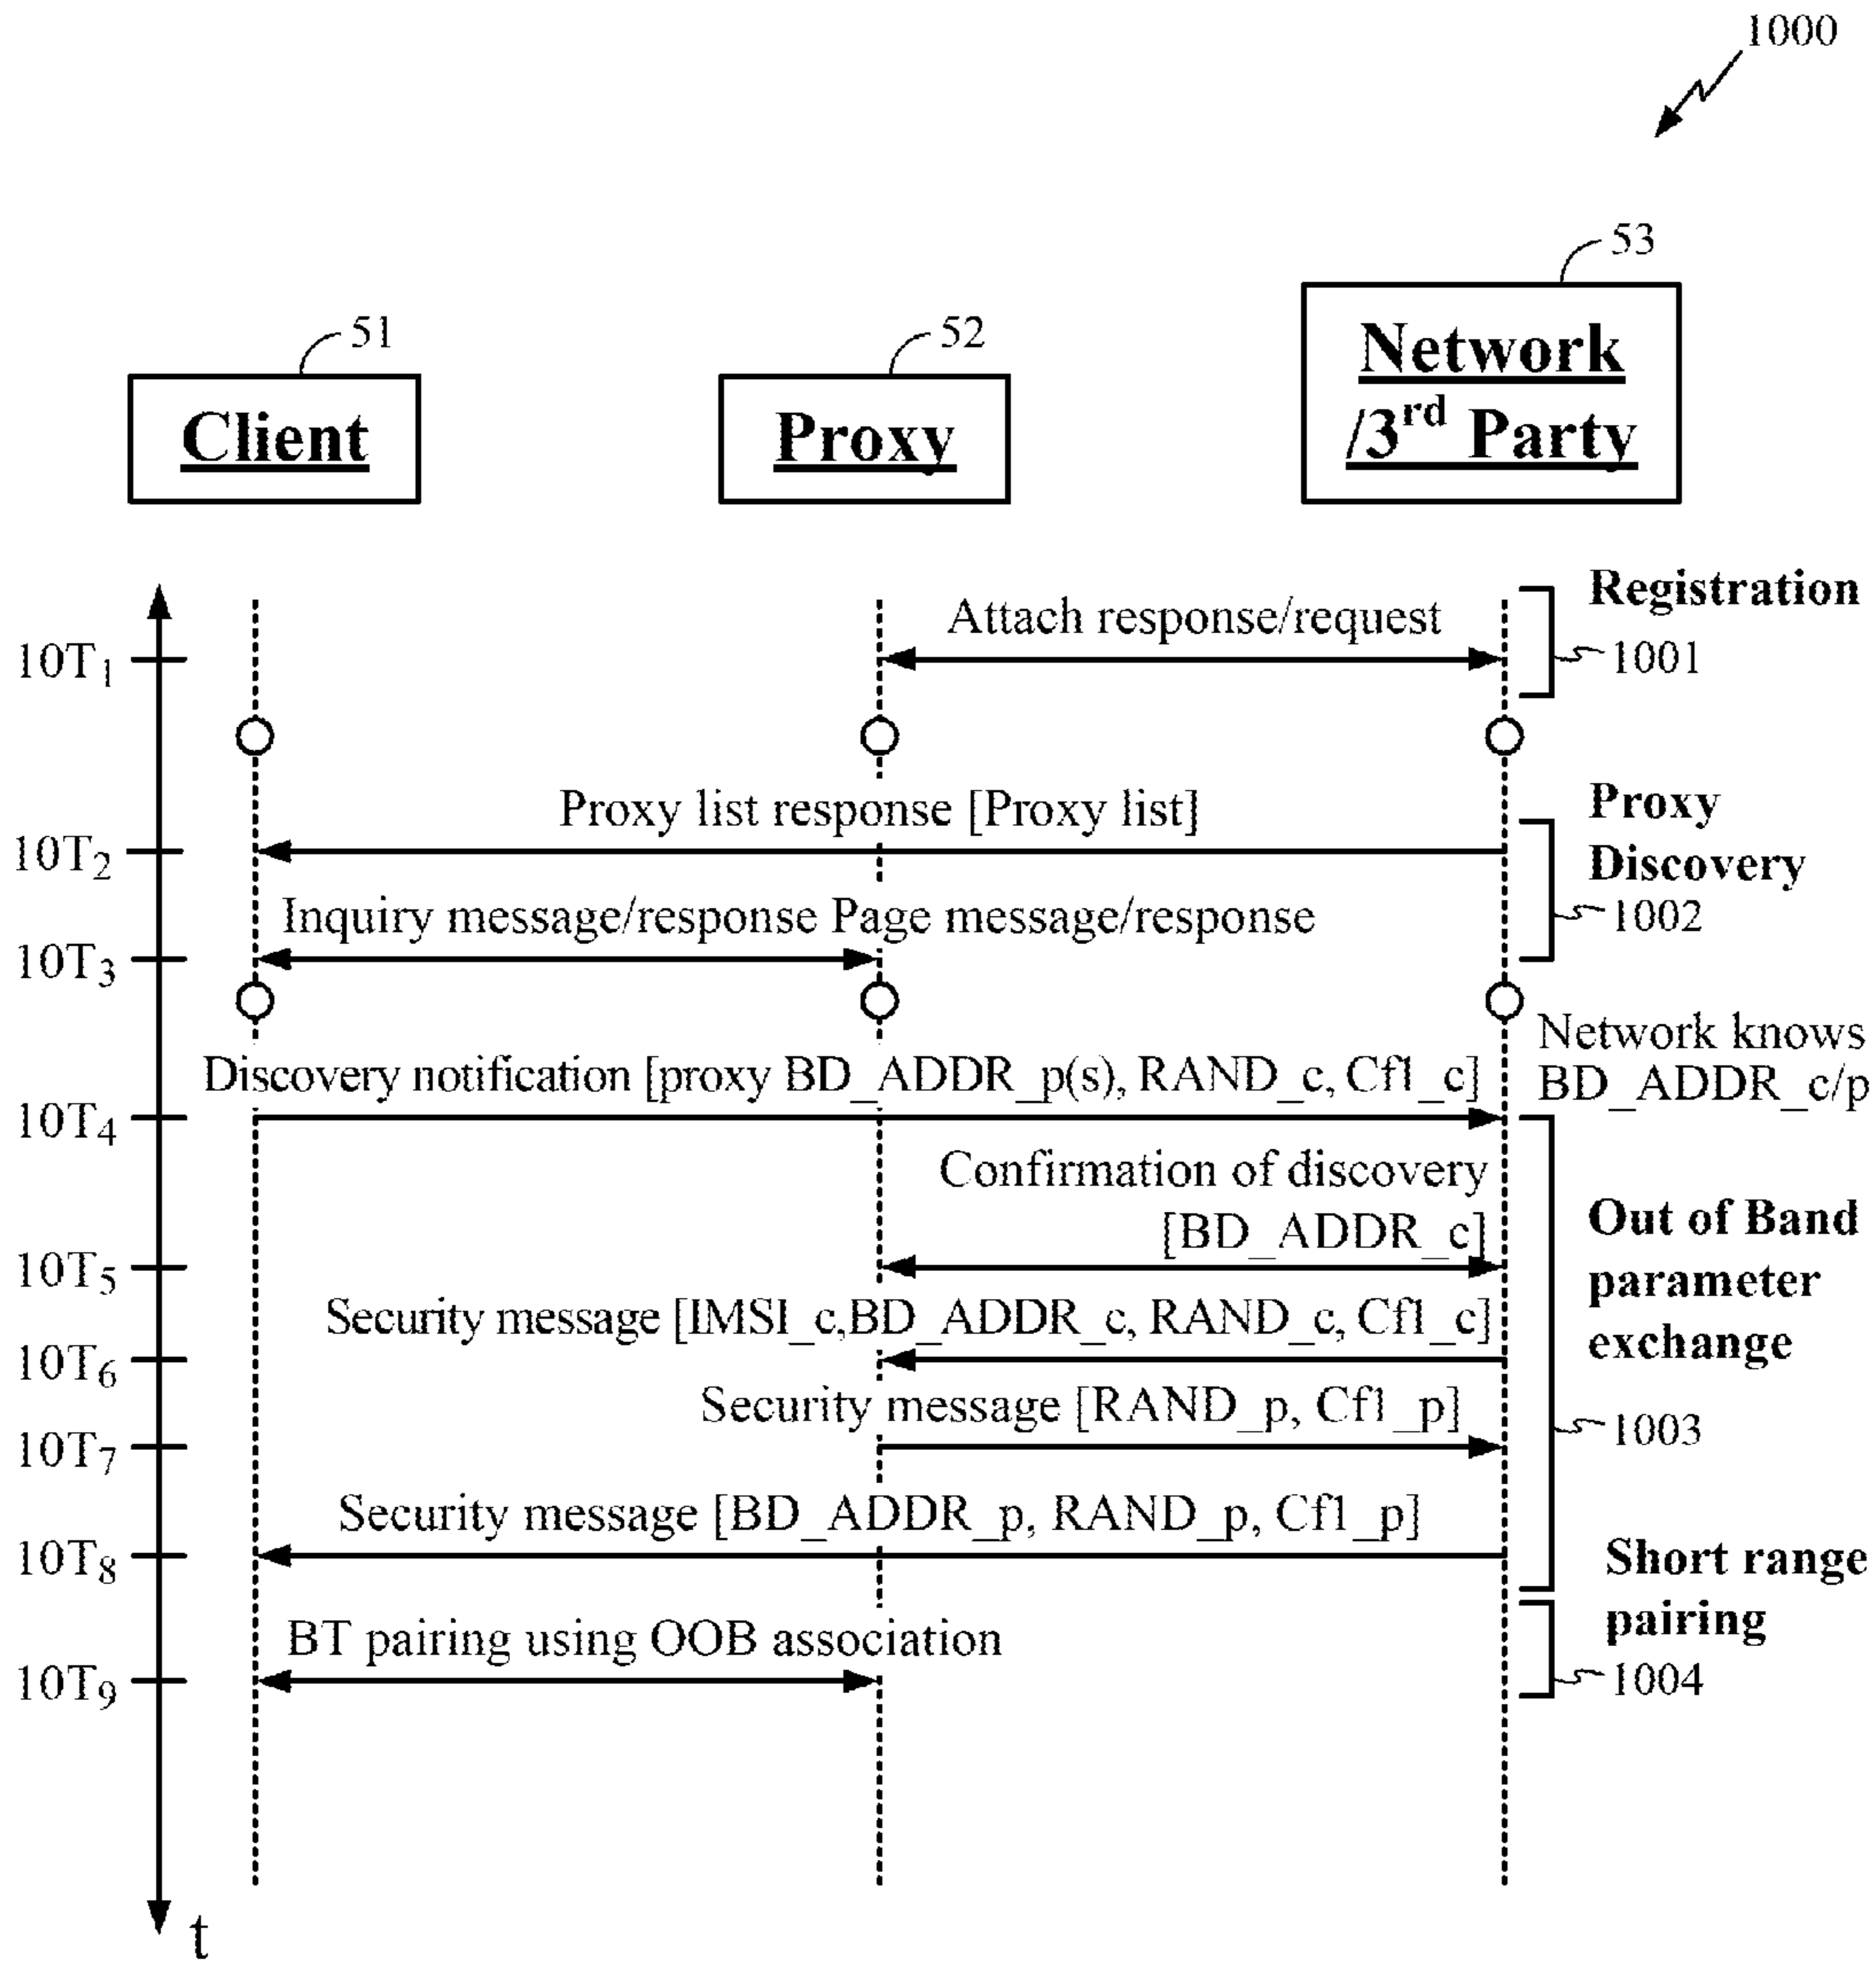 1000
53
51
52
Network
/3rd Party
Client
Proxy
Registration
Attach response/request
10T1
1001
Proxy list response [Proxy list]
Proxy
Discovery
10T2
1002
Inquiry message/response Page message/response
10T3
Network knows
BD_ADDR_c/p
Discovery notification [proxy BD_ADDR_p(s), RAND_c, Cf1_c]
10T4
Confirmation of discovery
[BD_ADDR_c]
Out of Band
parameter
exchange
10T5
Security message [IMSI_c,BD_ADDR_c, RAND_c, Cf1_c]
10T6
Security message [RAND_p, Cf1_p]
1003
10T7
Security message [BD_ADDR_p, RAND_p, Cf1_p]
10T8
Short range
pairing
BT pairing using OOB association
10T9
1004
t